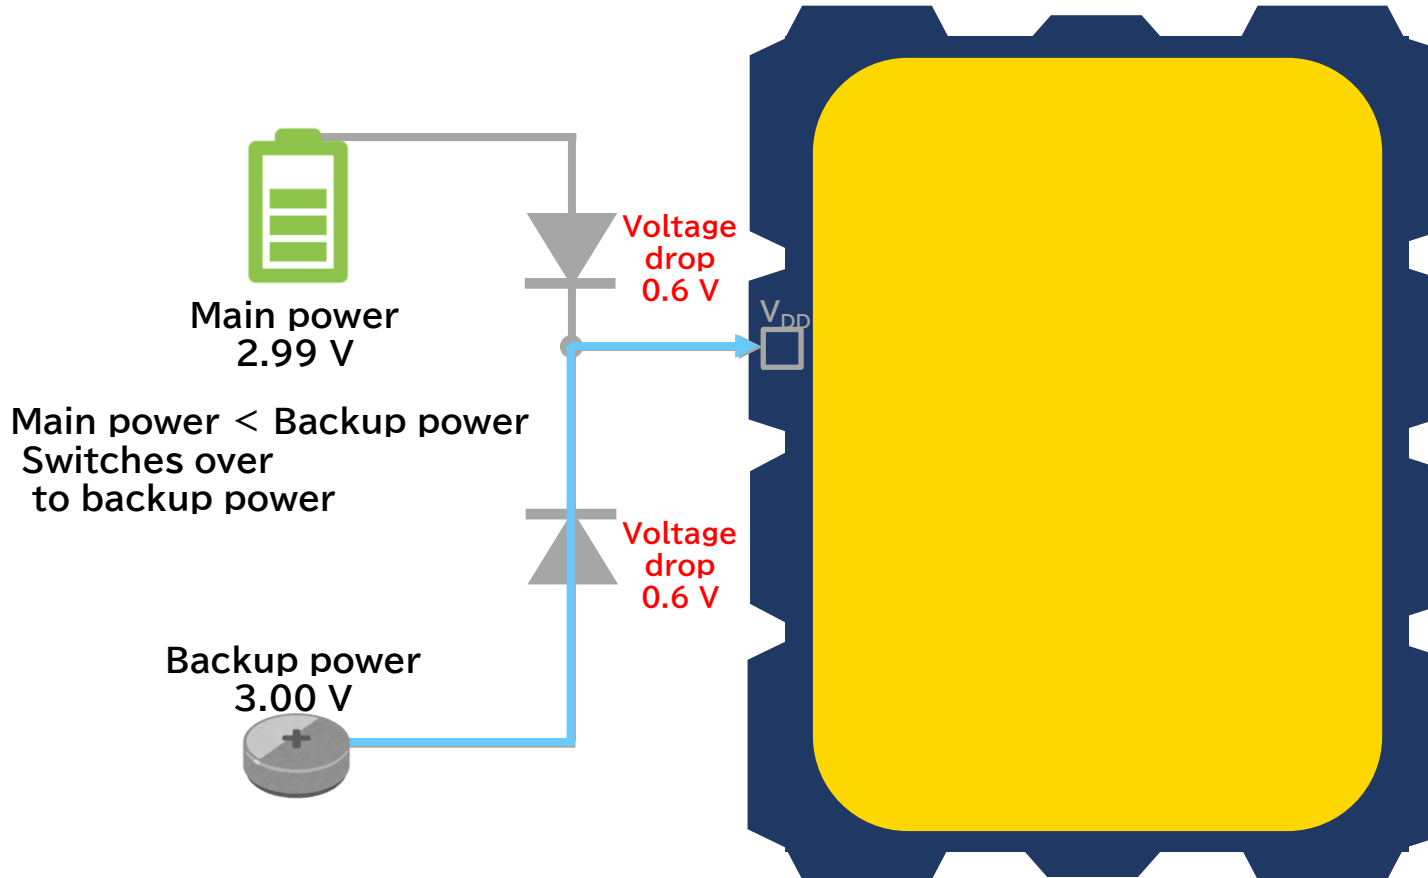 Voltage
drop
0.6 V
Main power
2.99 V
VDD
Main power < Backup power
Switches over
to backup power
Voltage
drop
0.6 V
Backup power
3.00 V
+